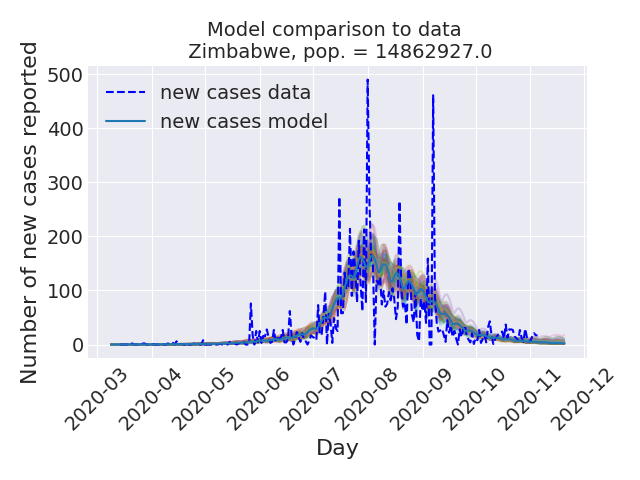 Model comparison to data
Zimbabwe, pop. = 14862927.0
Number of new cases reported
500
400
300
200
100
0
new cases data
new cases model
2020-03
2020-04
2020-05
2020-06
2020-07
2020-08
2020-09
2020-10
2020-11
2020-12
Day